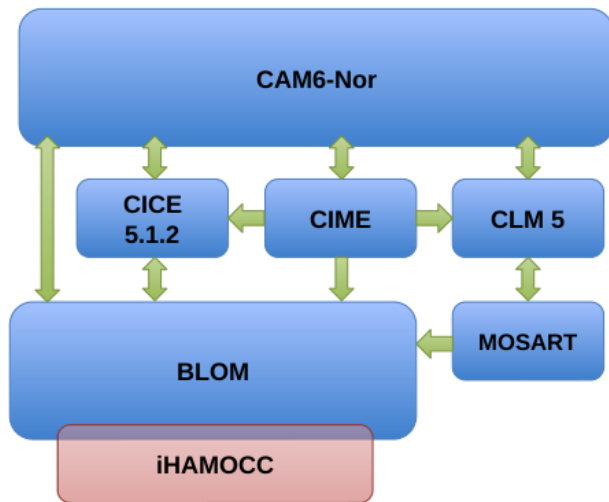 CAM6-Nor
CICE
5.1.2
CIME
CLM 5
MOSART
BLOM
iHAMOCC